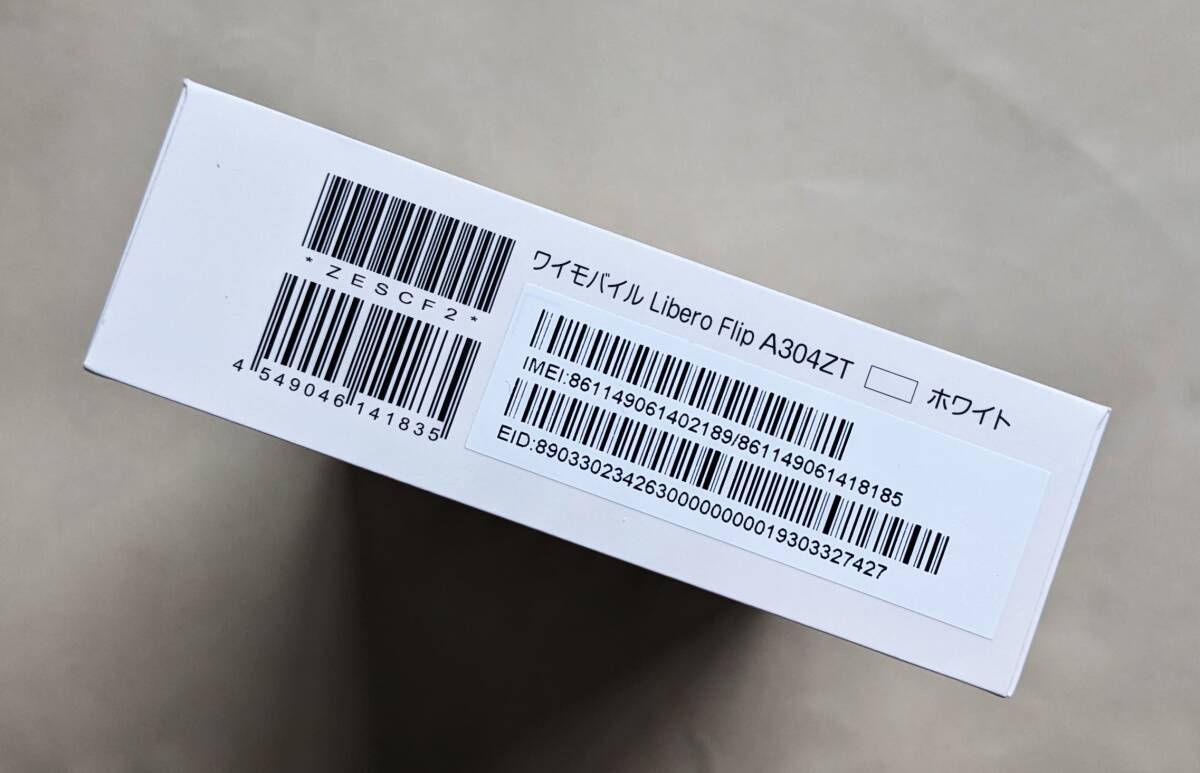 *ZESCF2*
4 549046 141835
ワイモバイル Libero Flip A304ZT ホワイト
IMEI:861149061402189/861149061418185
EID:89033023426300000000019303327427